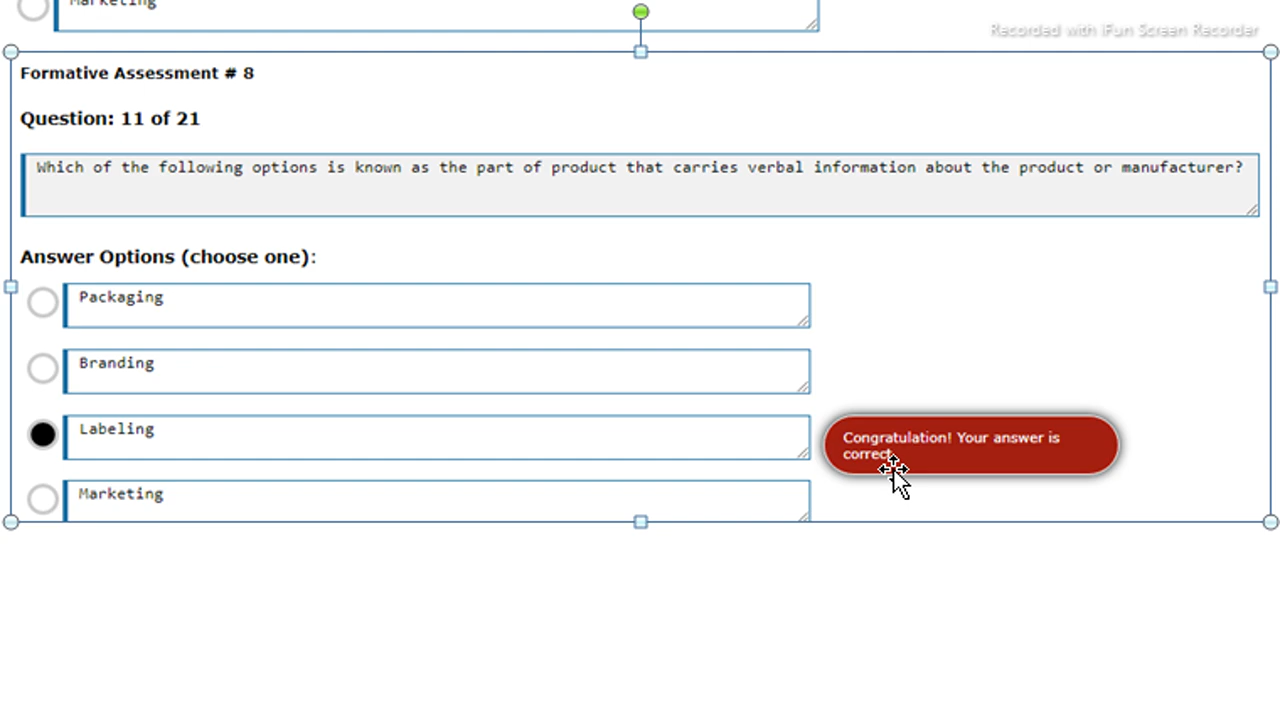 Marketing
Recorded with iFun Screen Recorder
Formative Assessment # 8
Question: 11 of 21
Which of the following options is known as the part of product that carries verbal information about the product or manufacturer?
Answer Options (choose one):
Packaging
Branding
Labeling
Congratulation! Your answer is
correct
Marketing